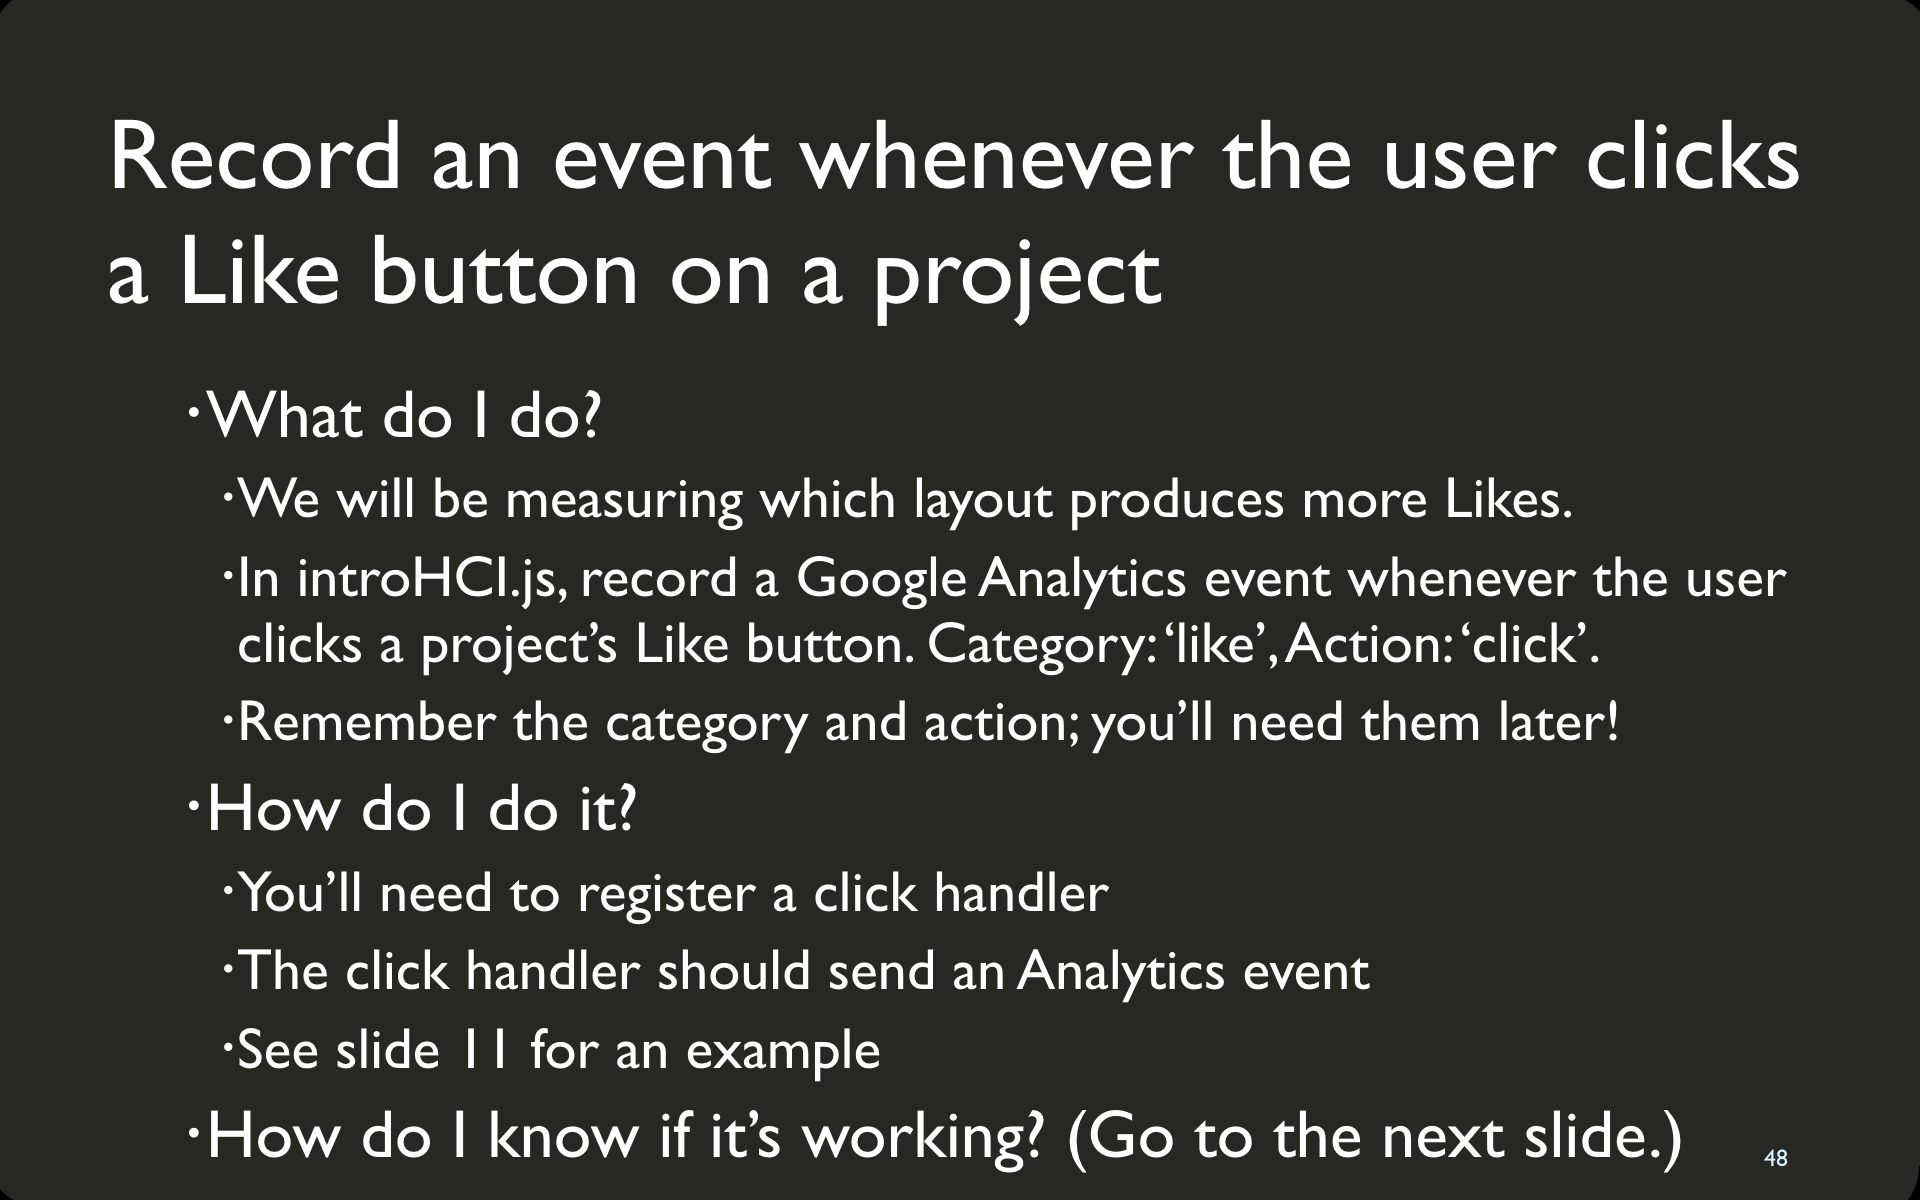 Record an event whenever the user clicks
a Like button on a project
•What do I do?
•We will be measuring which layout produces more Likes.
•In introHCI.js, record a Google Analytics event whenever the user
clicks a project’s Like button. Category: ‘like’, Action: ‘click’.
•Remember the category and action; you’ll need them later!
•How do I do it?
•You’ll need to register a click handler
•The click handler should send an Analytics event
•See slide 11 for an example
•How do I know if it’s working? (Go to the next slide.)
48